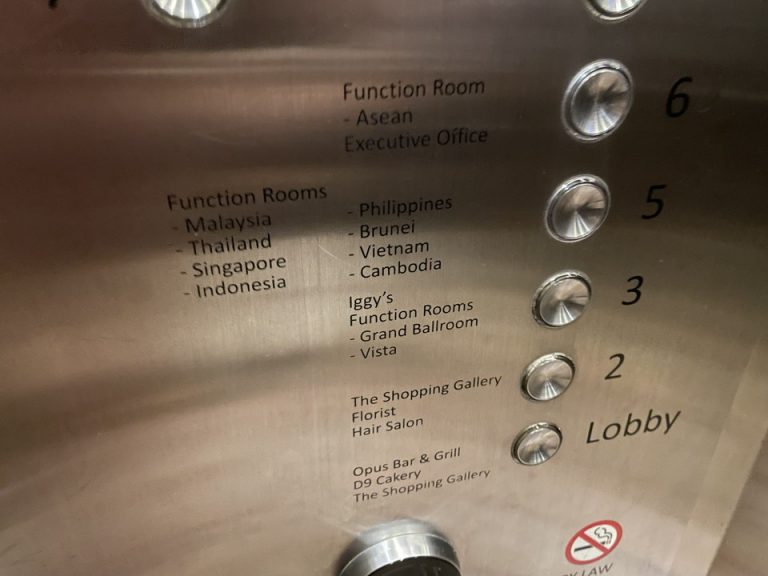 Function Room
- Asean
Executive Office
6
Function Rooms
- Malaysia
- Thailand
- Singapore
- Indonesia
- Philippines
- Brunei
- Vietnam
- Cambodia
5
Iggy's
Function Rooms
- Grand Ballroom
- Vista
3
The Shopping Gallery
Florist
Hair Salon
2
Opus Bar & Grill
D9 Cakery
The Shopping Gallery
Lobby
LAW